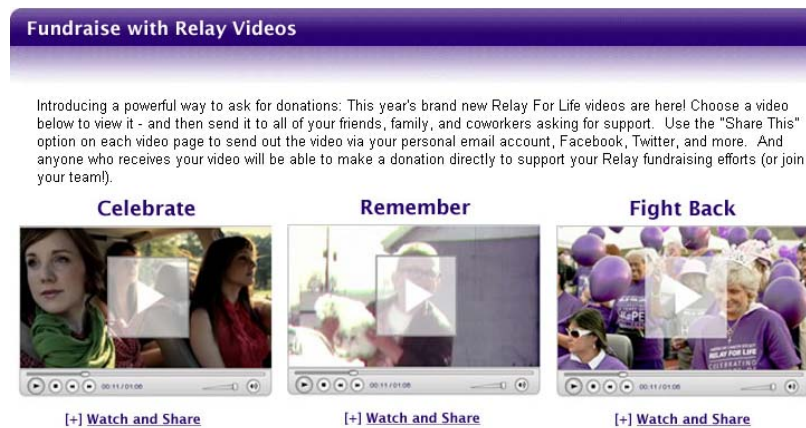 Fundraise with Relay Videos
Introducing a powerful way to ask for donations: This year's brand new Relay For Life videos are here! Choose a video
below to view it - and then send it to all of your friends, family, and coworkers asking for support.  Use the "Share This"
option on each video page to send out the video via your personal email account, Facebook, Twitter, and more.  And
anyone who receives your video will be able to make a donation directly to support your Relay fundraising efforts (or join
your team!).
Celebrate
Remember
Fight Back
HOPE
RELAY FOR LIFE
CELEBRATING
00:11 / 01:06
00:11 / 01:06
00:11 / 01:06
[+] Watch and Share
[+] Watch and Share
[+] Watch and Share